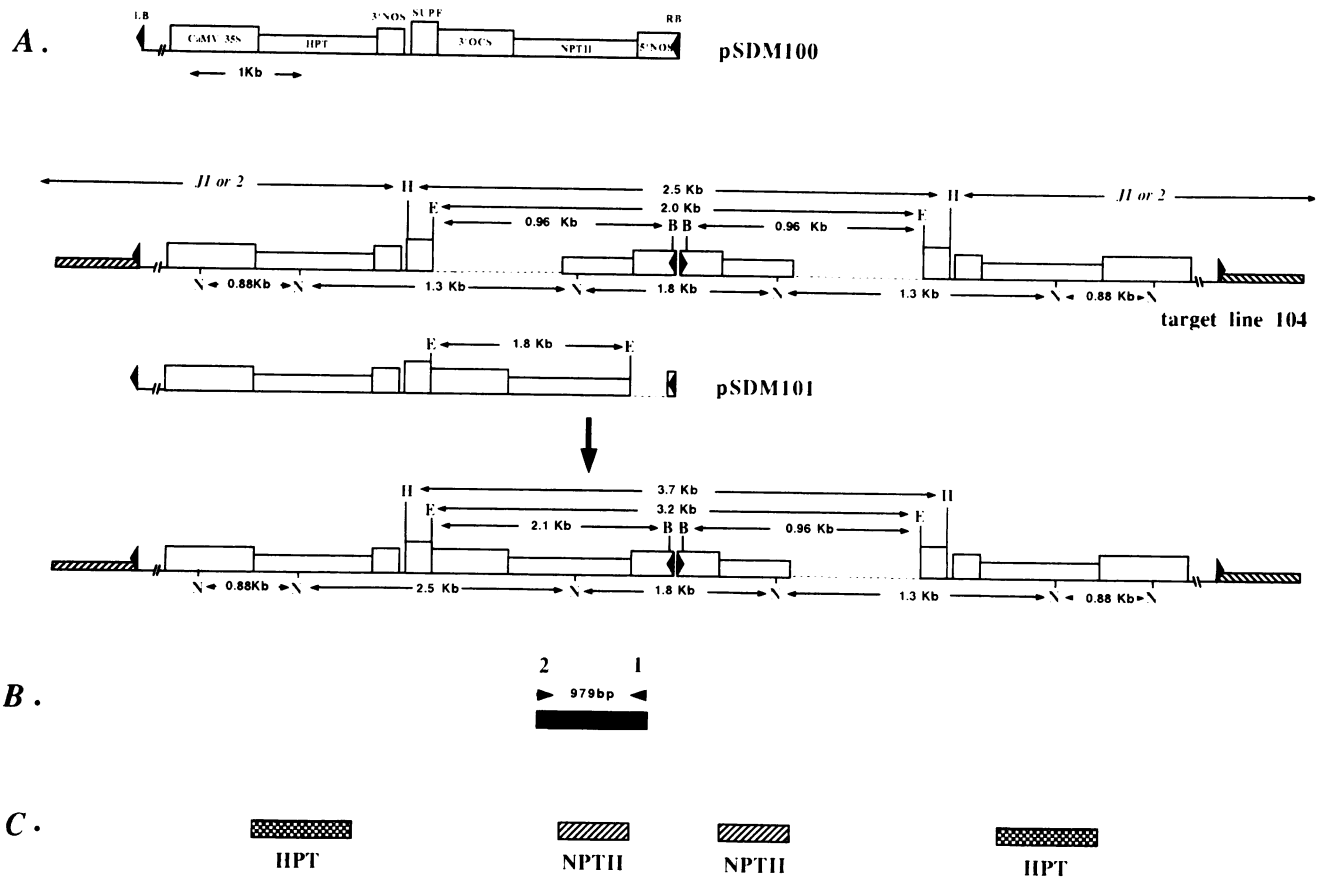 A.
LB 3'NOS SUPF RB
CaMV 35S HPT 3'OCS NPTII 5'NOS
pSDM100
1Kb
J1 or 2 H 2.5 Kb H J1 or 2
E 2.0 Kb E
0.96 Kb B B 0.96 Kb
N 0.88Kb N 1.3 Kb N 1.8 Kb N 1.3 Kb N 0.88 Kb N
target line 104
E 1.8 Kb E
pSDM101
H 3.7 Kb H
E 3.2 Kb E
2.1 Kb B B 0.96 Kb
N 0.88Kb N 2.5 Kb N 1.8 Kb N 1.3 Kb N 0.88 Kb N
2 1
B. 979bp
C.
HPT NPTII NPTII HPT